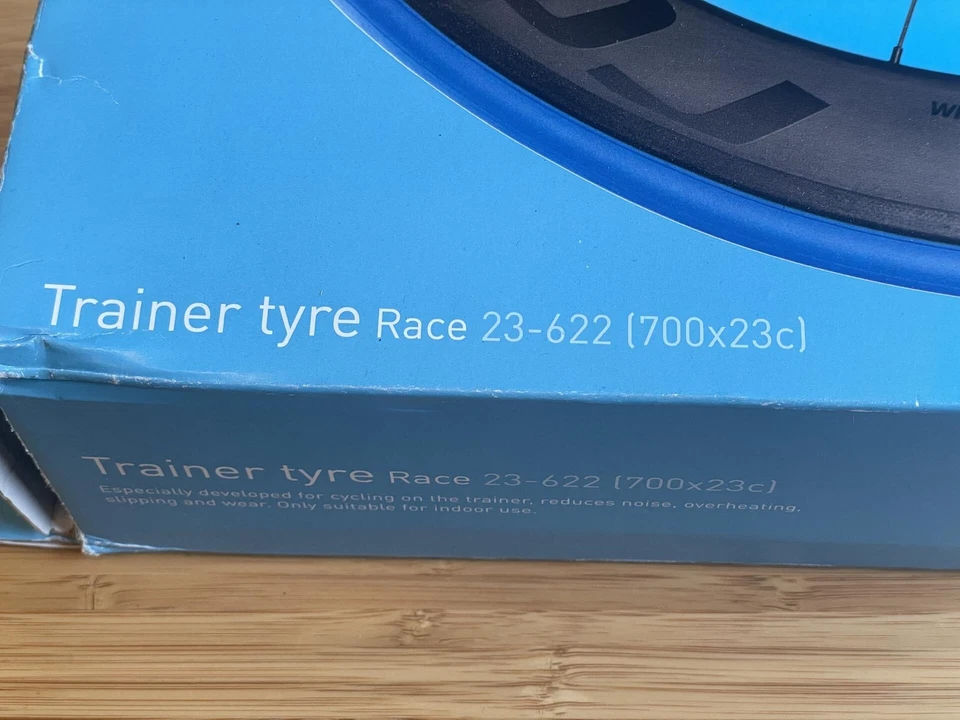 Trainer tyre Race 23-622 (700x23c)
Trainer tyre Race 23-622 (700x23c)
Especially developed for cycling on the trainer, reduces noise, overheating,
slipping and wear. Only suitable for indoor use.